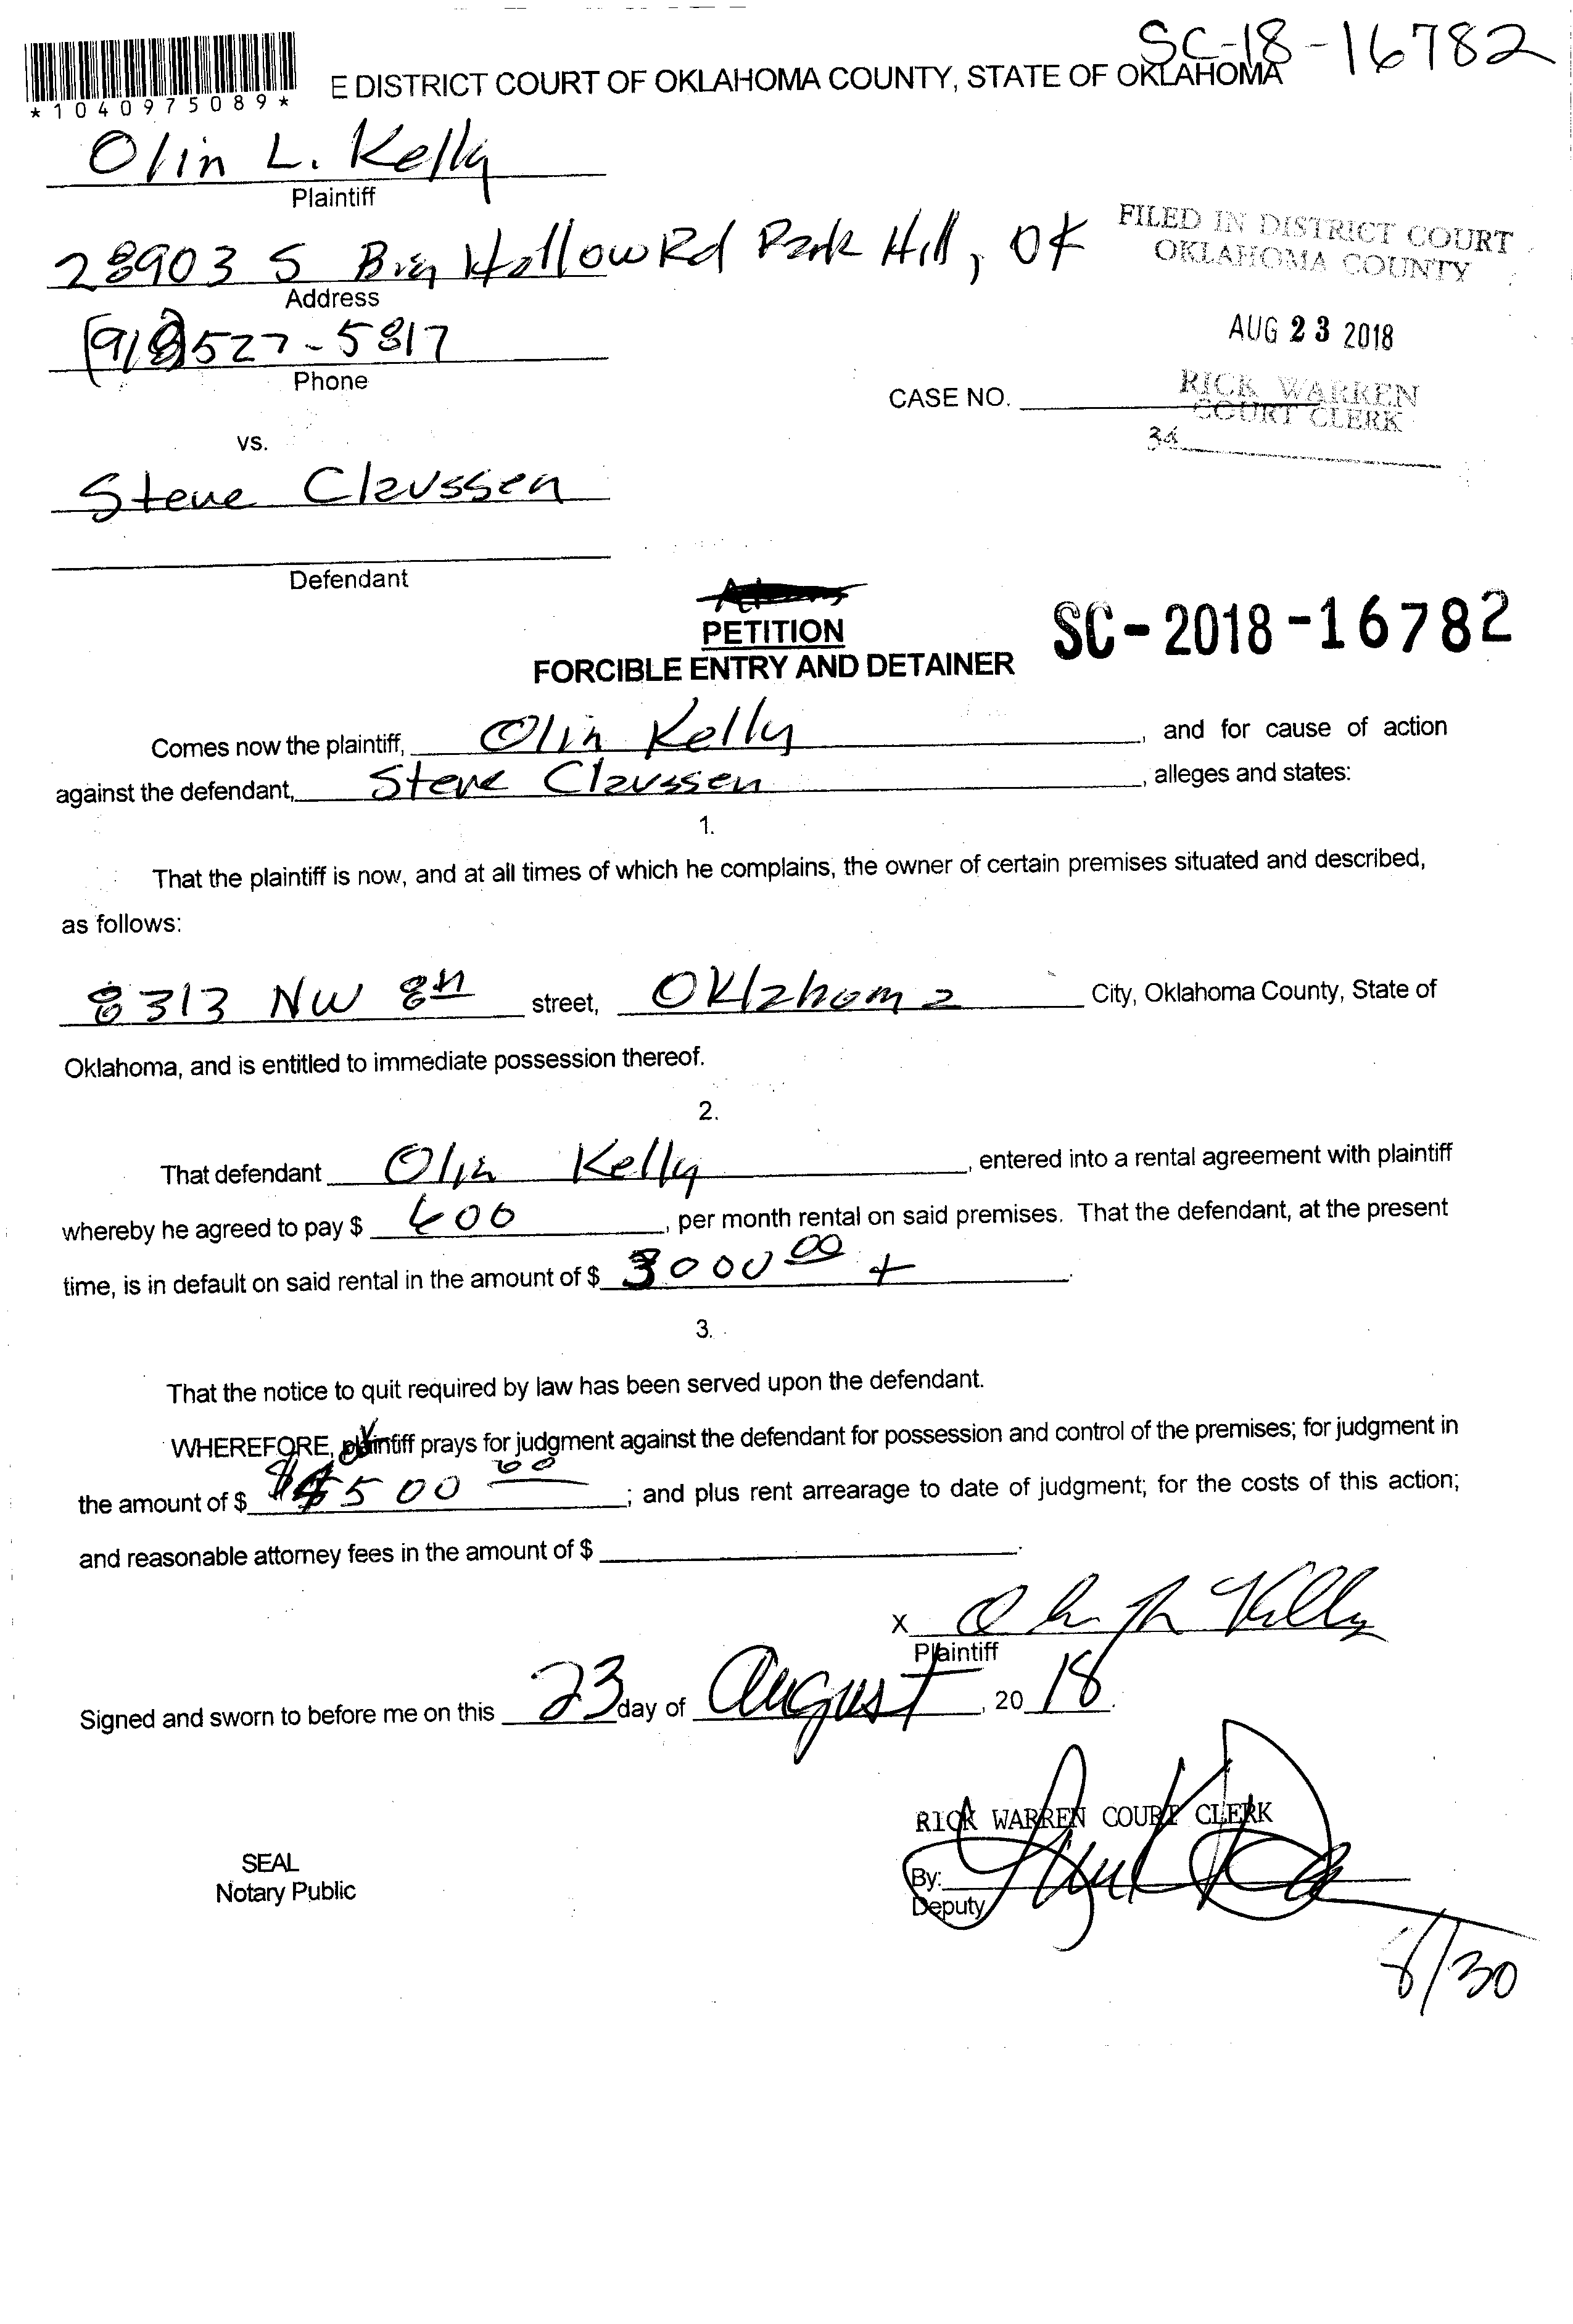 SC-18-16782
*1040975089*
E DISTRICT COURT OF OKLAHOMA COUNTY, STATE OF OKLAHOMA
Olin L. Kelly
Plaintiff
28903 S Big Hollow Rd Park Hill, OK
Address
(918)527-5817
Phone
FILED IN DISTRICT COURT
OKLAHOMA COUNTY
AUG 23 2018
RICK WARREN
COURT CLERK
34
CASE NO.
vs.
Steve Claussen
Defendant
PETITION
FORCIBLE ENTRY AND DETAINER
SC-2018-16782
Comes now the plaintiff, Olin Kelly, and for cause of action
against the defendant, Steve Claussen, alleges and states:
1.
That the plaintiff is now, and at all times of which he complains, the owner of certain premises situated and described,
as follows:
8313 NW 8th street, Oklahoma City, Oklahoma County, State of
Oklahoma, and is entitled to immediate possession thereof.
2.
That defendant Olin Kelly, entered into a rental agreement with plaintiff
whereby he agreed to pay $ 600, per month rental on said premises. That the defendant, at the present
time, is in default on said rental in the amount of $ 3000 00 +.
3.
That the notice to quit required by law has been served upon the defendant.
WHEREFORE, plaintiff prays for judgment against the defendant for possession and control of the premises; for judgment in
the amount of $ 4500 00; and plus rent arrearage to date of judgment; for the costs of this action;
and reasonable attorney fees in the amount of $ .
X
Plaintiff
Signed and sworn to before me on this 23 day of August, 20 18.
RICK WARREN COURT CLERK
SEAL
Notary Public
By:
Deputy
8/30